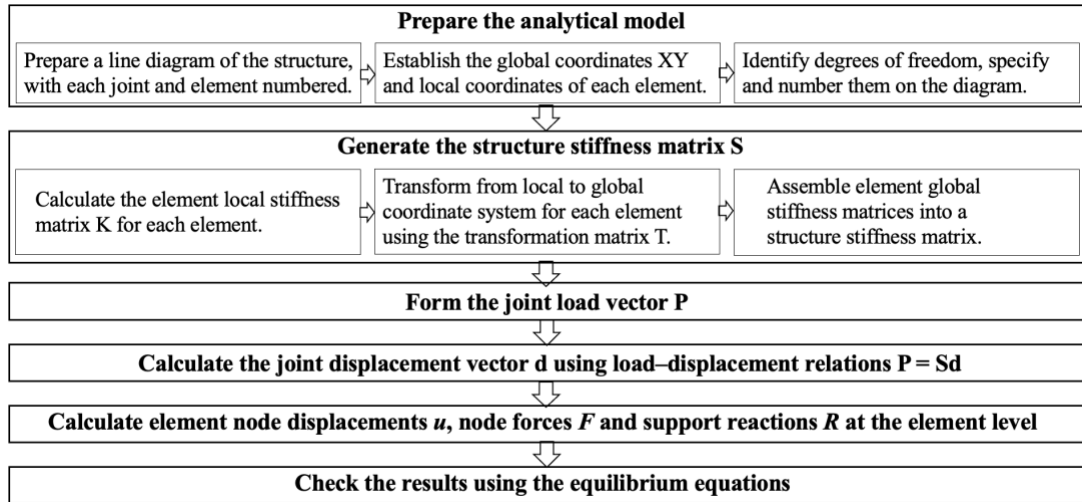 Prepare the analytical model
Prepare a line diagram of the structure,
with each joint and element numbered.
Establish the global coordinates XY
and local coordinates of each element.
Identify degrees of freedom, specify
and number them on the diagram.
Generate the structure stiffness matrix S
Calculate the element local stiffness
matrix K for each element.
Transform from local to global
coordinate system for each element
using the transformation matrix T.
Assemble element global
stiffness matrices into a
structure stiffness matrix.
Form the joint load vector P
Calculate the joint displacement vector d using load–displacement relations P = Sd
Calculate element node displacements u, node forces F and support reactions R at the element level
Check the results using the equilibrium equations